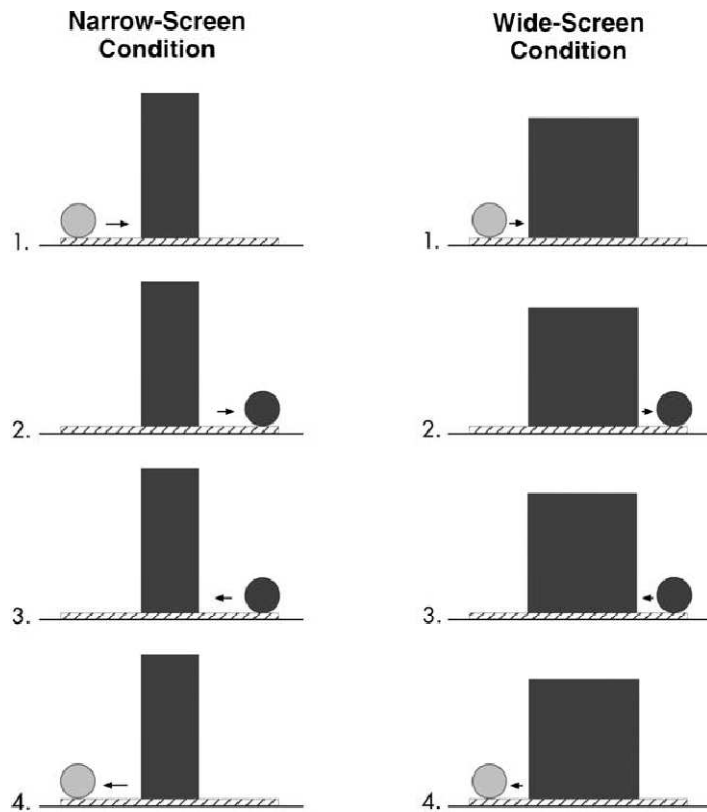 Narrow-Screen
Condition
1.
2.
3.
4.
Wide-Screen
Condition
1.
2.
3.
4.